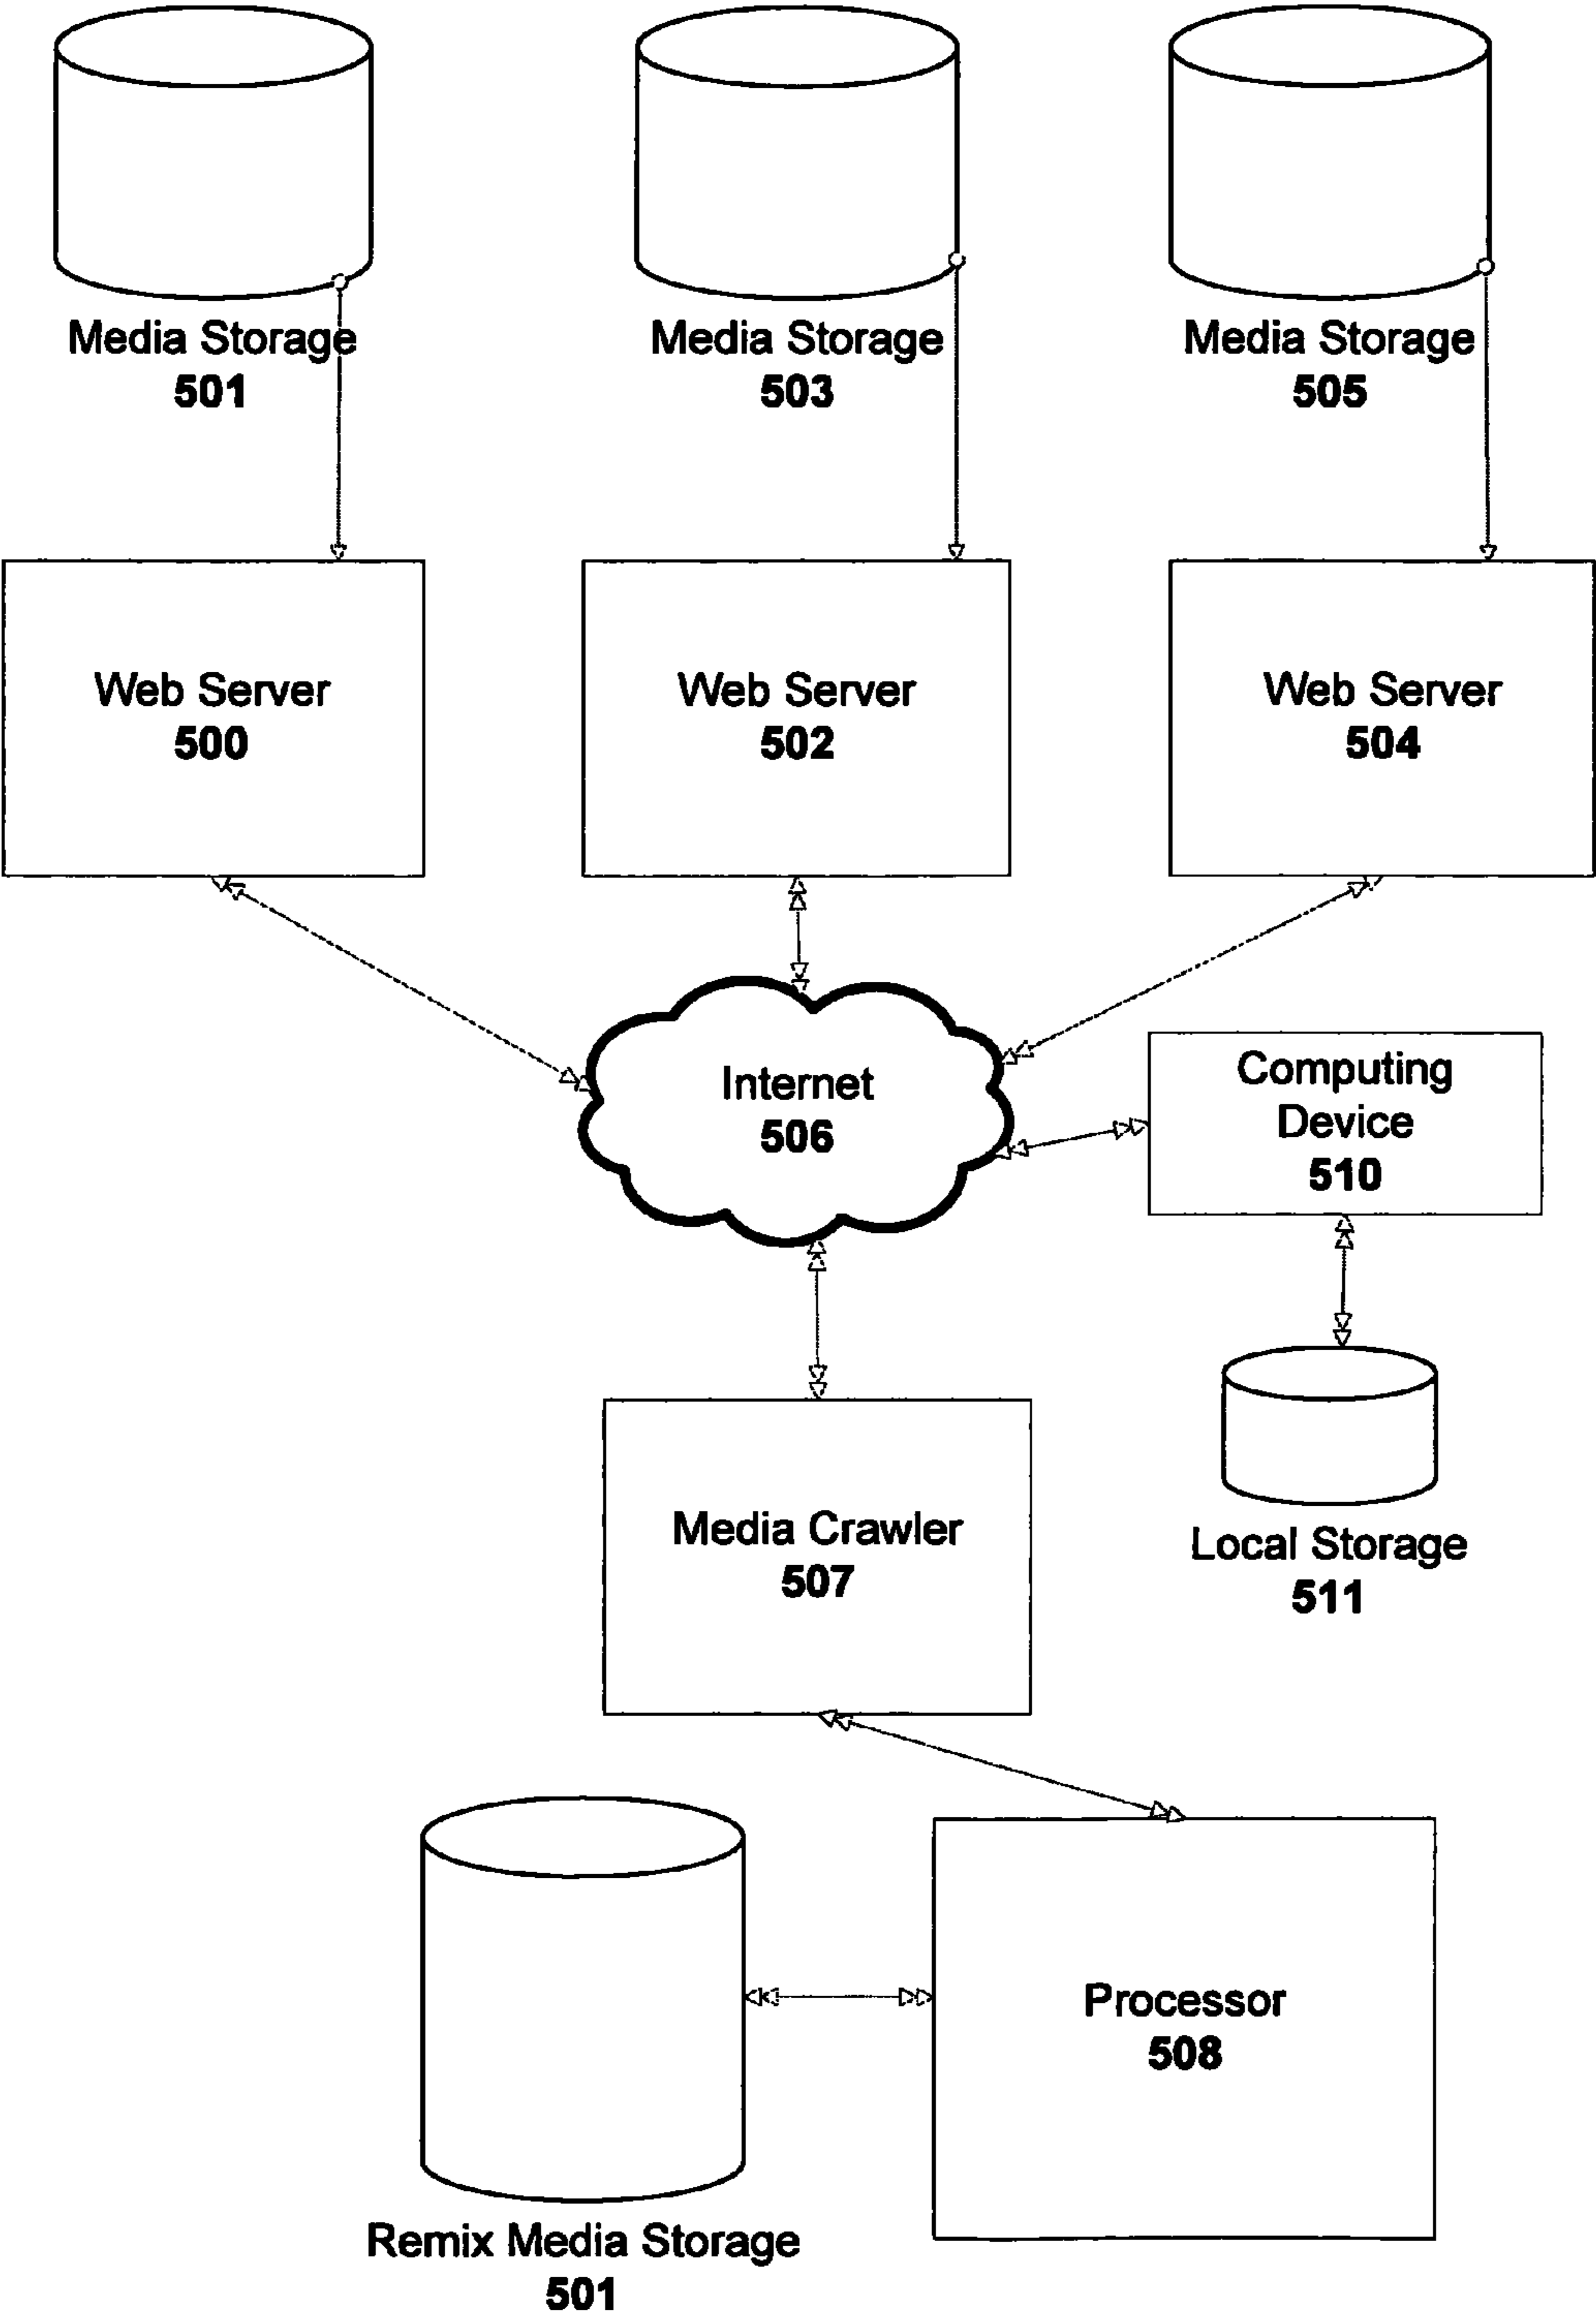 Media Storage
501
Media Storage
503
Media Storage
505
Web Server
500
Web Server
502
Web Server
504
Internet
506
Computing
Device
510
Media Crawler
507
Local Storage
511
Processor
508
Remix Media Storage
501